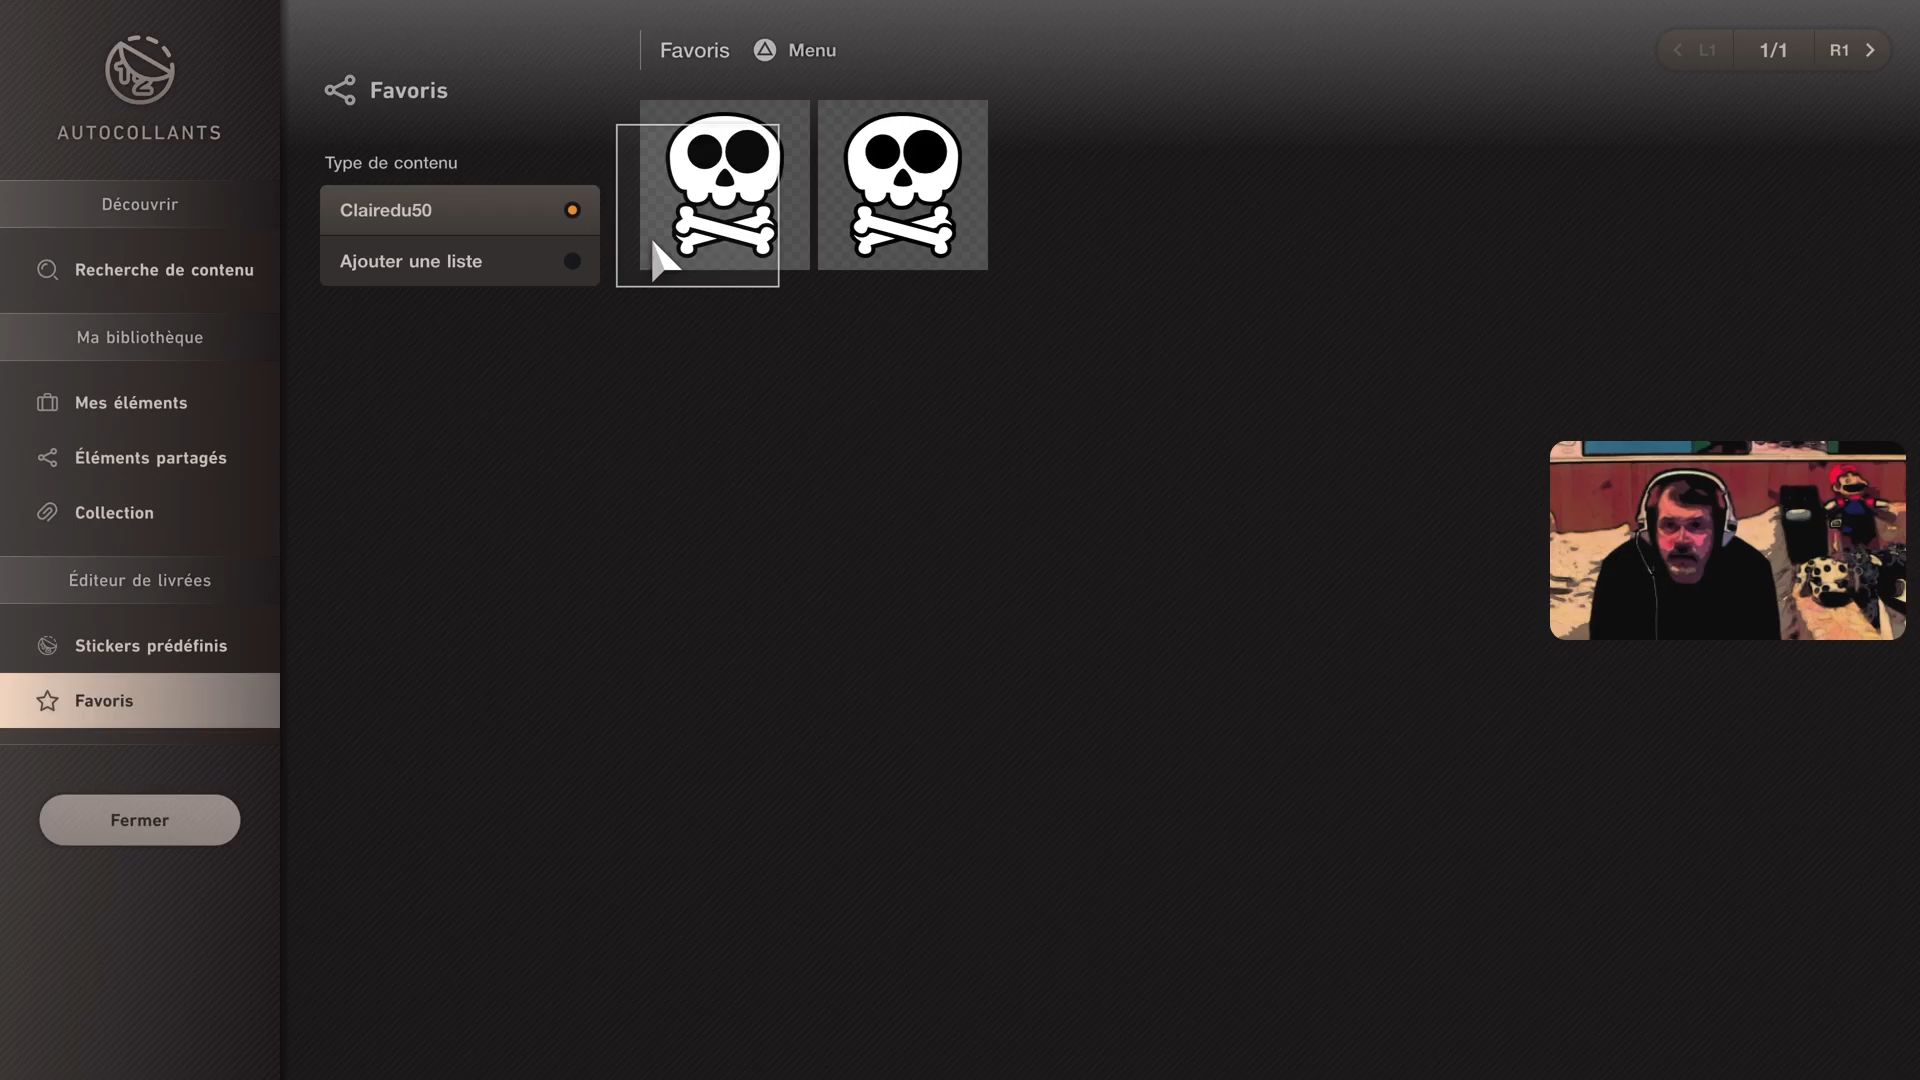 AUTOCOLLANTS
Découvrir
Recherche de contenu
Ma bibliothèque
Mes éléments
Éléments partagés
Collection
Éditeur de livrées
Stickers prédéfinis
Favoris
Fermer
Favoris
Type de contenu
Clairedu50
Ajouter une liste
Favoris Menu
L1 1/1 R1